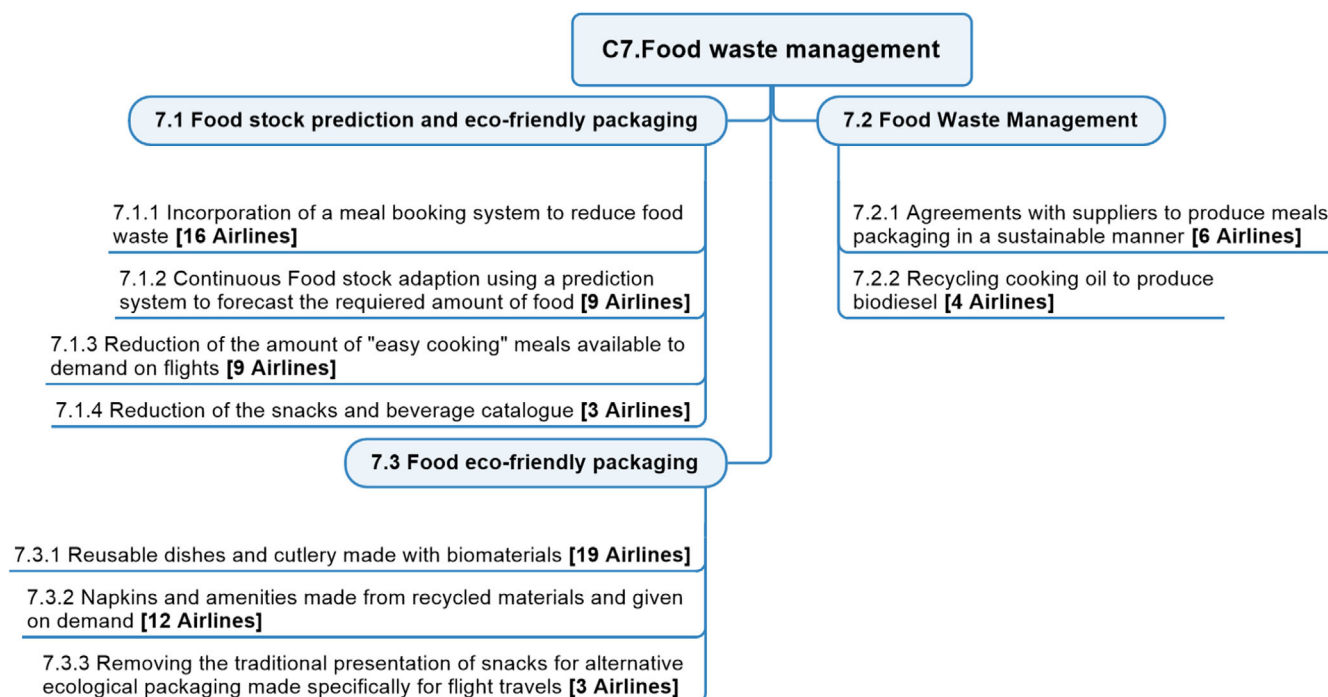 C7.Food waste management
7.1 Food stock prediction and eco-friendly packaging
7.1.1 Incorporation of a meal booking system to reduce food
waste [16 Airlines]
7.1.2 Continuous Food stock adaption using a prediction
system to forecast the requiered amount of food [9 Airlines]
7.1.3 Reduction of the amount of "easy cooking" meals available to
demand on flights [9 Airlines]
7.1.4 Reduction of the snacks and beverage catalogue [3 Airlines]
7.2 Food Waste Management
7.2.1 Agreements with suppliers to produce meals
packaging in a sustainable manner [6 Airlines]
7.2.2 Recycling cooking oil to produce
biodiesel [4 Airlines]
7.3 Food eco-friendly packaging
7.3.1 Reusable dishes and cutlery made with biomaterials [19 Airlines]
7.3.2 Napkins and amenities made from recycled materials and given
on demand [12 Airlines]
7.3.3 Removing the traditional presentation of snacks for alternative
ecological packaging made specifically for flight travels [3 Airlines]